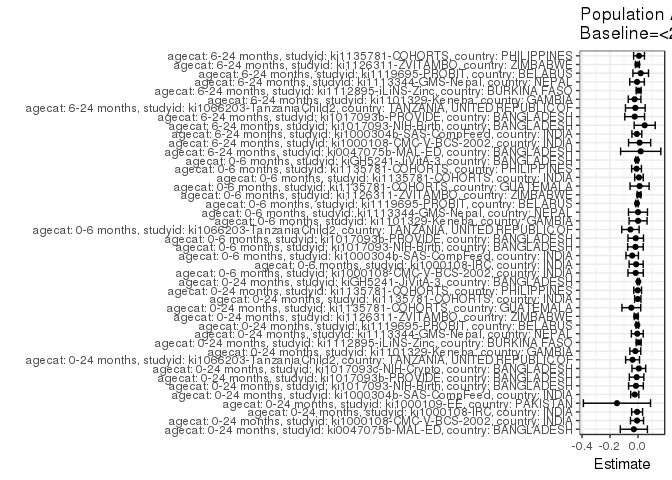 Population A
Baseline=<2
agecat: 6-24 months, studyid: ki1135781-COHORTS, country: PHILIPPINES
agecat: 6-24 months, studyid: ki1126311-ZVITAMBO, country: ZIMBABWE
agecat: 6-24 months, studyid: ki1119695-PROBIT, country: BELARUS
agecat: 6-24 months, studyid: ki1113344-GMS-Nepal, country: NEPAL
agecat: 6-24 months, studyid: ki1112895-iLiNS-Zinc, country: BURKINA FASO
agecat: 6-24 months, studyid: ki1101329-Keneba, country: GAMBIA
agecat: 6-24 months, studyid: ki1066203-TanzaniaChild2, country: TANZANIA, UNITED REPUBLIC OF
agecat: 6-24 months, studyid: ki1017093b-PROVIDE, country: BANGLADESH
agecat: 6-24 months, studyid: ki1017093-NIH-Birth, country: BANGLADESH
agecat: 6-24 months, studyid: ki1000304b-SAS-CompFeed, country: INDIA
agecat: 6-24 months, studyid: ki1000108-CMC-V-BCS-2002, country: INDIA
agecat: 6-24 months, studyid: ki0047075b-MAL-ED, country: BANGLADESH
agecat: 0-6 months, studyid: kiGH5241-JiVitA-3, country: BANGLADESH
agecat: 0-6 months, studyid: ki1135781-COHORTS, country: PHILIPPINES
agecat: 0-6 months, studyid: ki1135781-COHORTS, country: INDIA
agecat: 0-6 months, studyid: ki1135781-COHORTS, country: GUATEMALA
agecat: 0-6 months, studyid: ki1126311-ZVITAMBO, country: ZIMBABWE
agecat: 0-6 months, studyid: ki1119695-PROBIT, country: BELARUS
agecat: 0-6 months, studyid: ki1113344-GMS-Nepal, country: NEPAL
agecat: 0-6 months, studyid: ki1101329-Keneba, country: GAMBIA
agecat: 0-6 months, studyid: ki1066203-TanzaniaChild2, country: TANZANIA, UNITED REPUBLIC OF
agecat: 0-6 months, studyid: ki1017093b-PROVIDE, country: BANGLADESH
agecat: 0-6 months, studyid: ki1017093-NIH-Birth, country: BANGLADESH
agecat: 0-6 months, studyid: ki1000304b-SAS-CompFeed, country: INDIA
agecat: 0-6 months, studyid: ki1000108-IRC, country: INDIA
agecat: 0-6 months, studyid: ki1000108-CMC-V-BCS-2002, country: INDIA
agecat: 0-24 months, studyid: kiGH5241-JiVitA-3, country: BANGLADESH
agecat: 0-24 months, studyid: ki1135781-COHORTS, country: PHILIPPINES
agecat: 0-24 months, studyid: ki1135781-COHORTS, country: INDIA
agecat: 0-24 months, studyid: ki1135781-COHORTS, country: GUATEMALA
agecat: 0-24 months, studyid: ki1126311-ZVITAMBO, country: ZIMBABWE
agecat: 0-24 months, studyid: ki1119695-PROBIT, country: BELARUS
agecat: 0-24 months, studyid: ki1113344-GMS-Nepal, country: NEPAL
agecat: 0-24 months, studyid: ki1112895-iLiNS-Zinc, country: BURKINA FASO
agecat: 0-24 months, studyid: ki1101329-Keneba, country: GAMBIA
agecat: 0-24 months, studyid: ki1066203-TanzaniaChild2, country: TANZANIA, UNITED REPUBLIC OF
agecat: 0-24 months, studyid: ki1017093c-NIH-Crypto, country: BANGLADESH
agecat: 0-24 months, studyid: ki1017093b-PROVIDE, country: BANGLADESH
agecat: 0-24 months, studyid: ki1017093-NIH-Birth, country: BANGLADESH
agecat: 0-24 months, studyid: ki1000304b-SAS-CompFeed, country: INDIA
agecat: 0-24 months, studyid: ki1000109-EE, country: PAKISTAN
agecat: 0-24 months, studyid: ki1000108-IRC, country: INDIA
agecat: 0-24 months, studyid: ki1000108-CMC-V-BCS-2002, country: INDIA
agecat: 0-24 months, studyid: ki0047075b-MAL-ED, country: BANGLADESH
-0.4 -0.2 0.0
Estimate